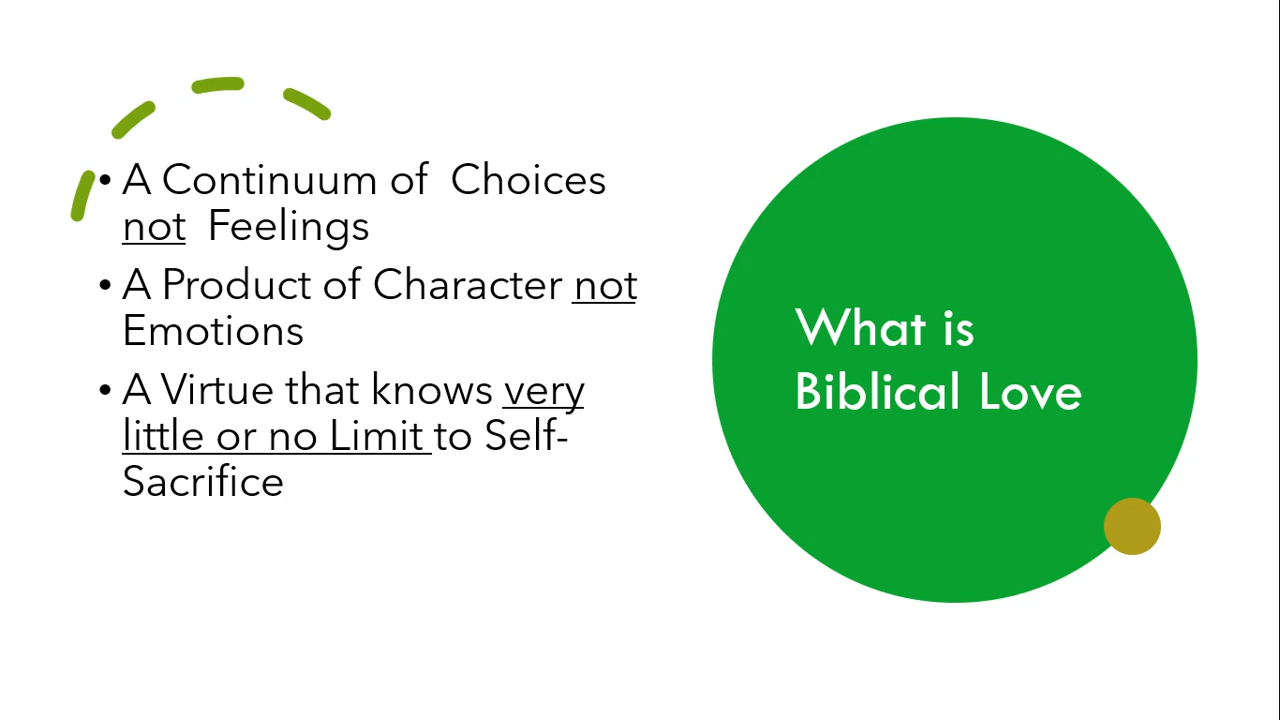 • A Continuum of  Choices
not  Feelings
• A Product of Character not
Emotions
• A Virtue that knows very
little or no Limit to Self-
Sacrifice
What is
Biblical Love